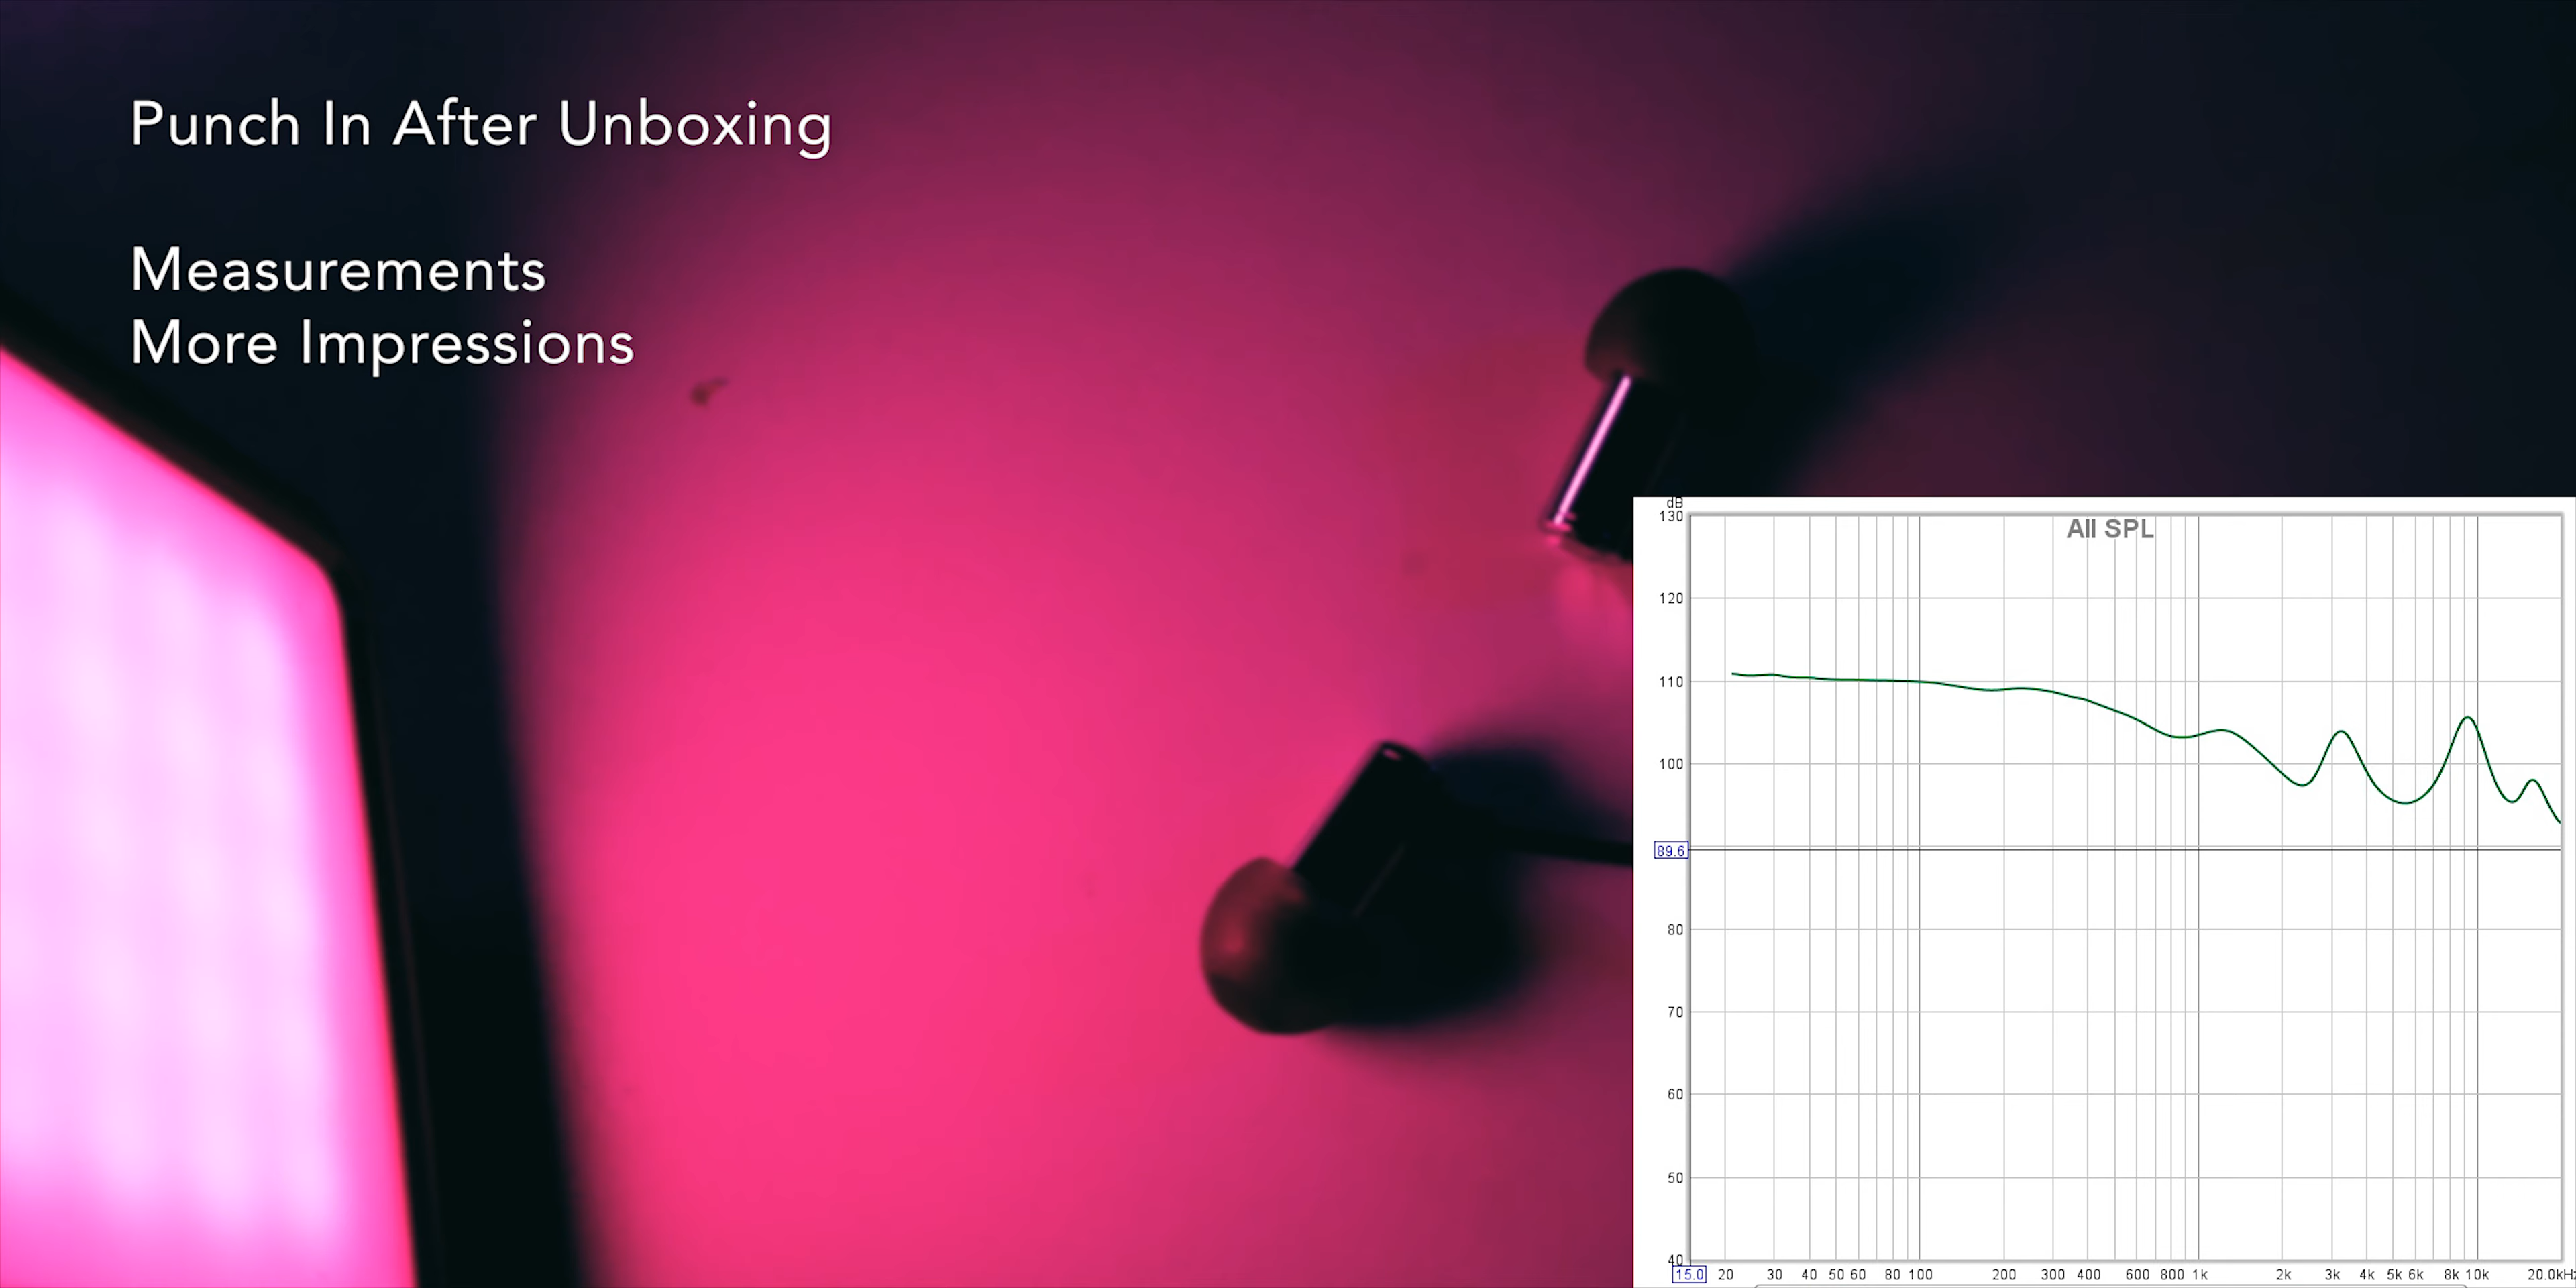 Punch In After Unboxing
Measurements
More Impressions
dB
All SPL
130
120
110
100
89.6
80
70
60
50
40
15.0 20 30 40 50 60 80 100 200 300 400 600 800 1k 2k 3k 4k 5k 6k 8k 10k 20.0kHz